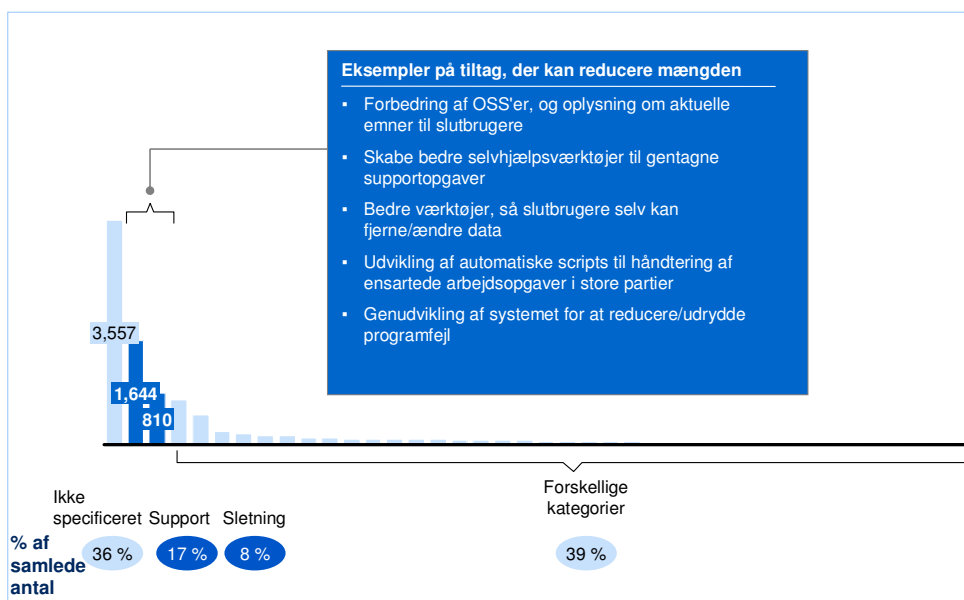 Eksempler på tiltag, der kan reducere mængden
▪ Forbedring af OSS'er, og oplysning om aktuelle
emner til slutbrugere
▪ Skabe bedre selvhjælpsværktøjer til gentagne
supportopgaver
▪ Bedre værktøjer, så slutbrugere selv kan
fjerne/ændre data
▪ Udvikling af automatiske scripts til håndtering af
ensartede arbejdsopgaver i store partier
▪ Genudvikling af systemet for at reducere/udrydde
programfejl
3,557
1,644
810
Ikke
specificeret
Support
Sletning
Forskellige
kategorier
% af
samlede
antal
36 %
17 %
8 %
39 %